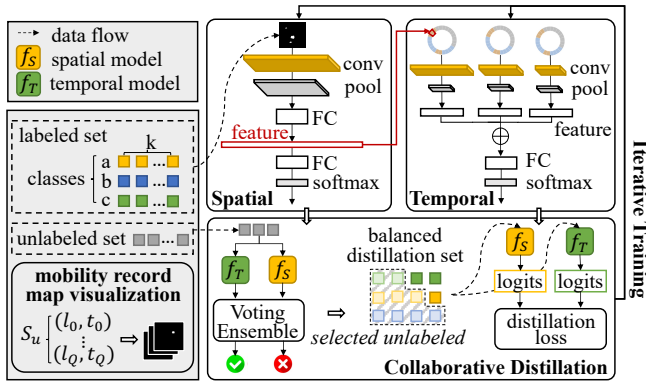 data flow
f_S spatial model
f_T temporal model
labeled set
k
classes
a ...
b ...
c ...
unlabeled set ...
mobility record
map visualization
S_u { (l_0, t_0)
⋮
(l_Q, t_Q)
conv
pool
FC
feature
FC
softmax
Spatial
conv
pool
feature
FC
softmax
Temporal
Iterative Training
f_T f_S
Voting
Ensemble
balanced
distillation set
selected unlabeled
f_S f_T
logits logits
distillation
loss
Collaborative Distillation